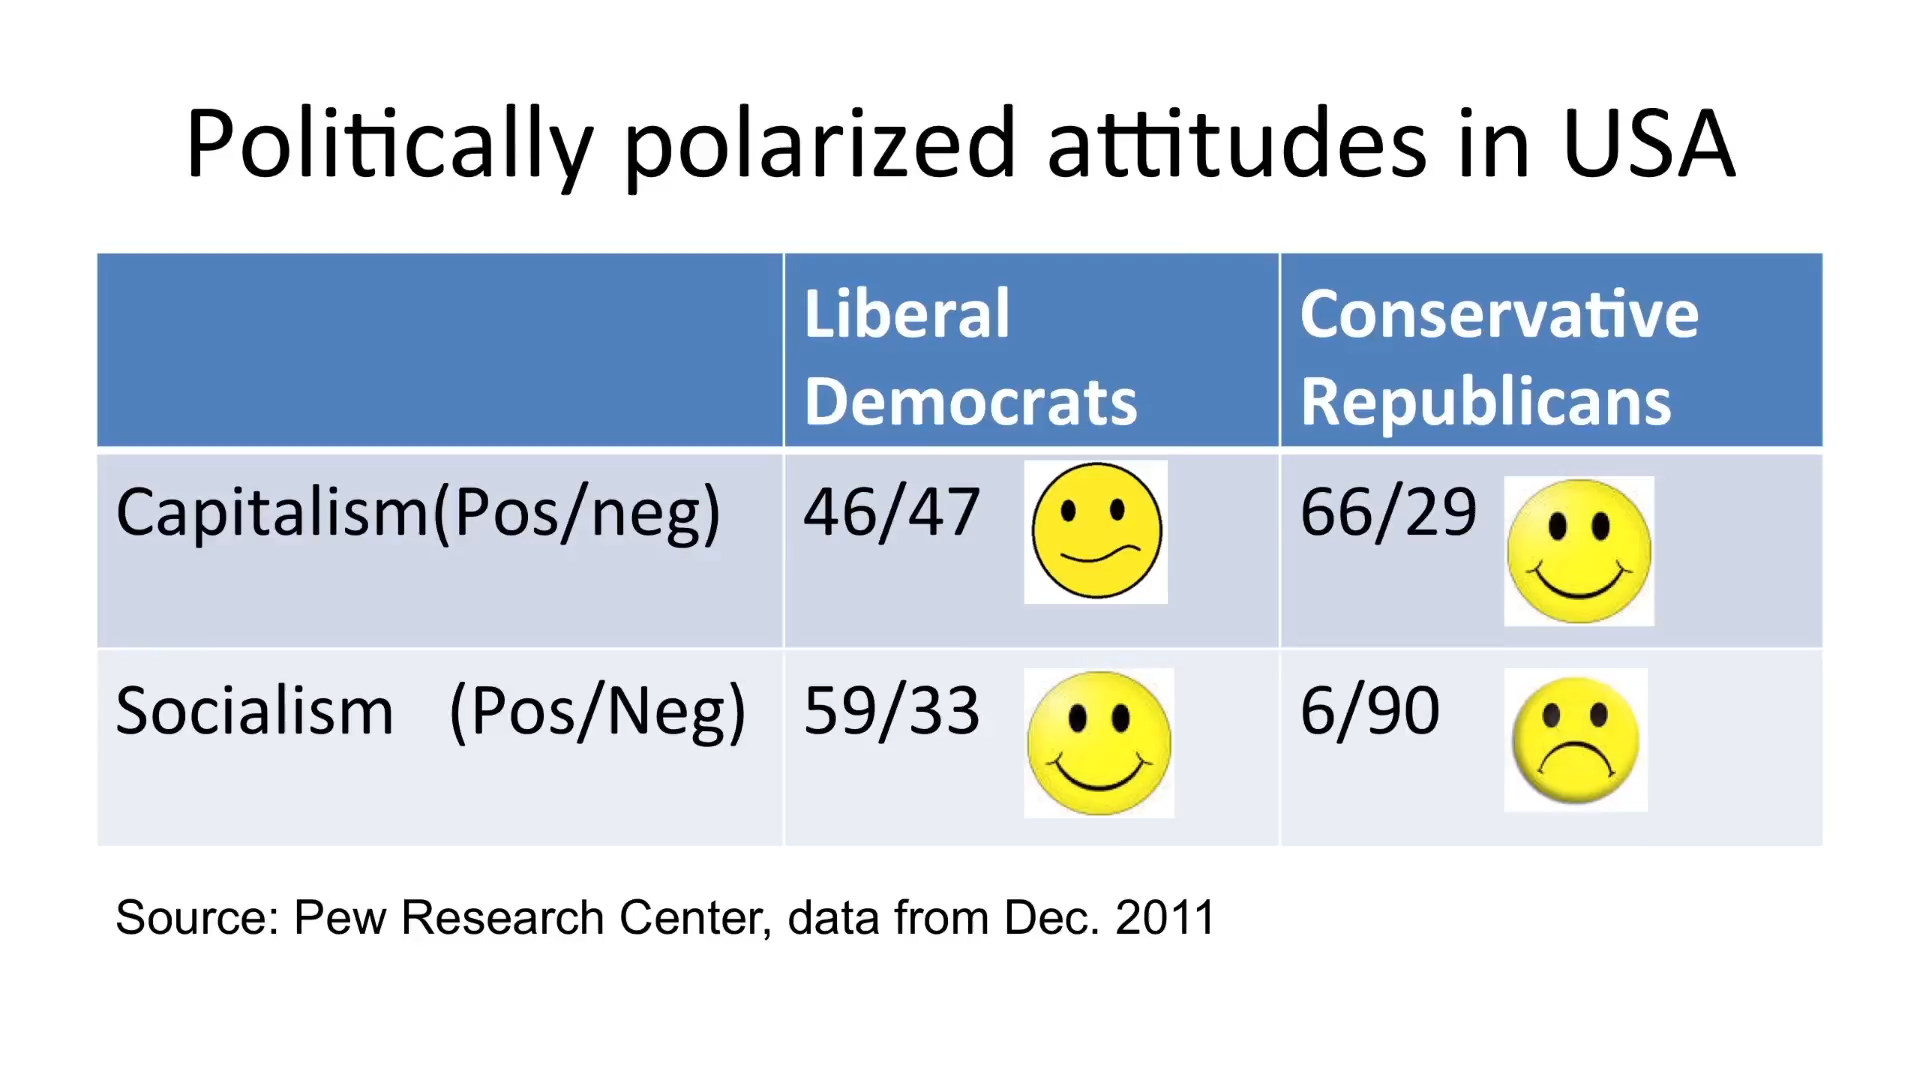 Politically polarized attitudes in USA
Liberal
Democrats
Conservative
Republicans
Capitalism(Pos/neg)
46/47
66/29
Socialism (Pos/Neg)
59/33
6/90
Source: Pew Research Center, data from Dec. 2011